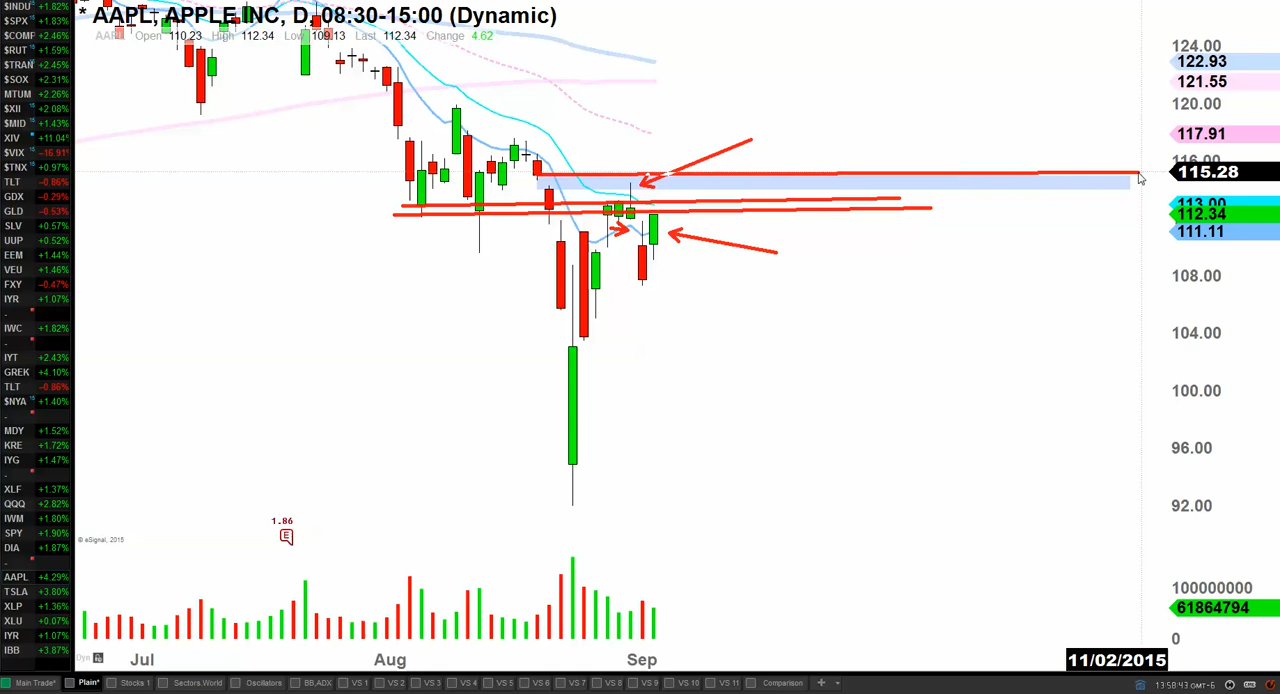 * AAPL, APPLE INC, D, 08:30-15:00 (Dynamic)
AAPL Open 110.23 High 112.34 Low 109.13 Last 112.34 Change 4.62
$INDU +1.82%
$SPX +1.83%
$COMP +2.46%
$RUT +1.59%
$TRAN +2.45%
$SOX +2.31%
MTUM +2.26%
$XII +2.08%
$MID +1.43%
XIV +11.04%
$VIX -16.91%
$TNX +0.97%
TLT -0.86%
GDX -0.29%
GLD -0.53%
SLV +0.57%
UUP +0.52%
EEM +1.44%
VEU +1.46%
FXY -0.47%
IYR +1.07%
-
IWC +1.82%
-
IYT +2.43%
GREK +4.10%
TLT -0.86%
$NYA +1.40%
-
MDY +1.52%
KRE +1.72%
IYG +1.47%
-
XLF +1.37%
QQQ +2.82%
IWM +1.80%
SPY +1.90%
DIA +1.87%
-
AAPL +4.29%
TSLA +3.80%
XLP +1.36%
XLU +0.07%
IYR +1.07%
IBB +3.87%
124.00
122.93
121.55
120.00
117.91
116.00
115.28
113.00
112.34
111.11
108.00
104.00
100.00
96.00
92.00
1.86
E
© eSignal, 2015
100000000
61864794
0
Dyn
Jul Aug Sep 11/02/2015
Main Trade* Plain* Stocks 1 Sectors.World Oscillators BB,ADX VS 1 VS 2 VS 3 VS 4 VS 5 VS 6 VS 7 VS 8 VS 9 VS 10 VS 11 Comparison + 13:58:43 GMT-6